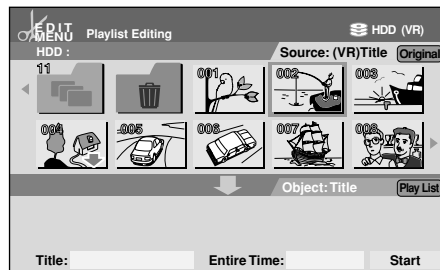 EDIT
MENU
Playlist Editing
HDD (VR)
HDD :
Source: (VR)Title
Original
11
001
002
003
004
005
006
007
008
Object: Title
Play List
Title:
Entire Time:
Start